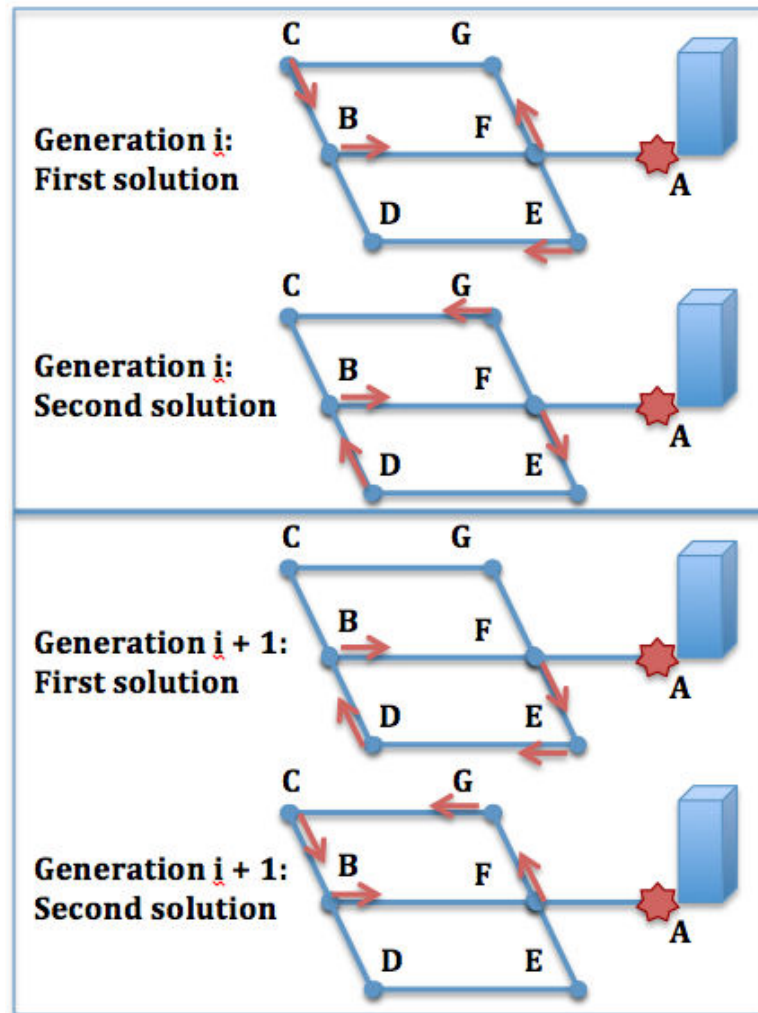 C G
B F
Generation i:
First solution
A
D E
C G
Generation i:
B F
Second solution
A
D E
C G
B F
Generation i + 1:
First solution
A
D E
C G
B F
Generation i + 1:
Second solution
A
D E